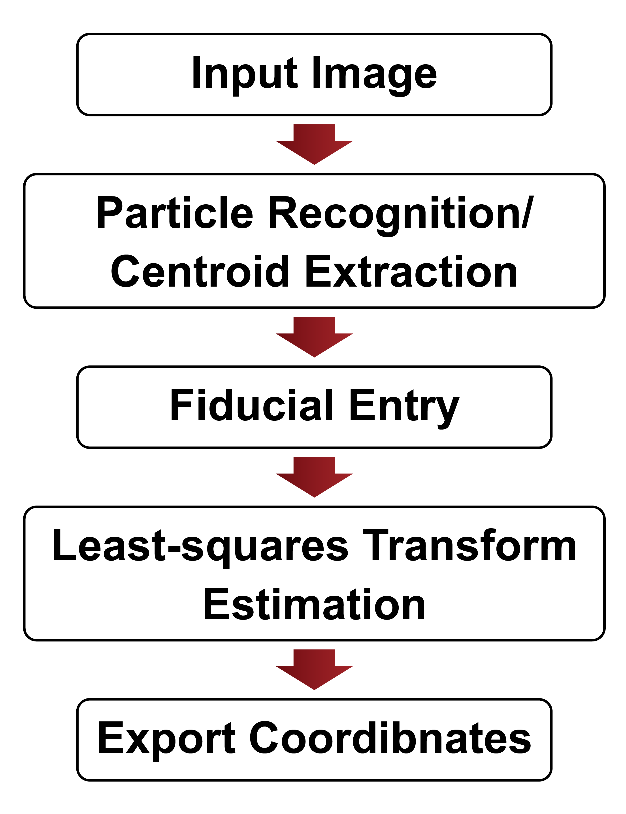 Input Image
Particle Recognition/
Centroid Extraction
Fiducial Entry
Least-squares Transform
Estimation
Export Coordibnates